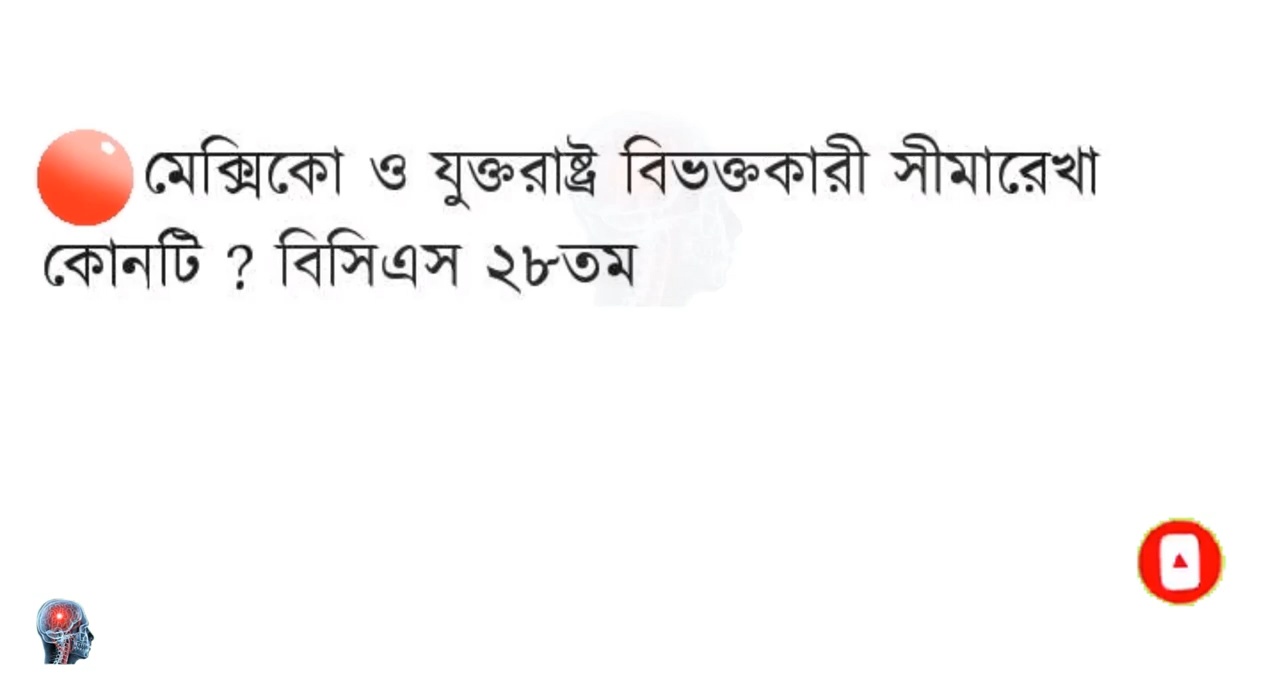 মেক্সিকো ও যুক্তরাষ্ট্র বিভক্তকারী সীমারেখা
কোনটি ? বিসিএস ২৮তম